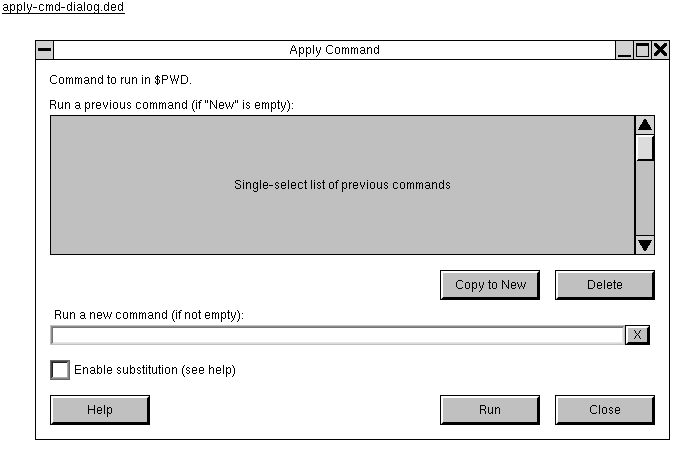 apply-cmd-dialog.ded
Apply Command
Command to run in $PWD.
Run a previous command (if "New" is empty):
Single-select list of previous commands
Copy to New
Delete
Run a new command (if not empty):
X
Enable substitution (see help)
Help
Run
Close